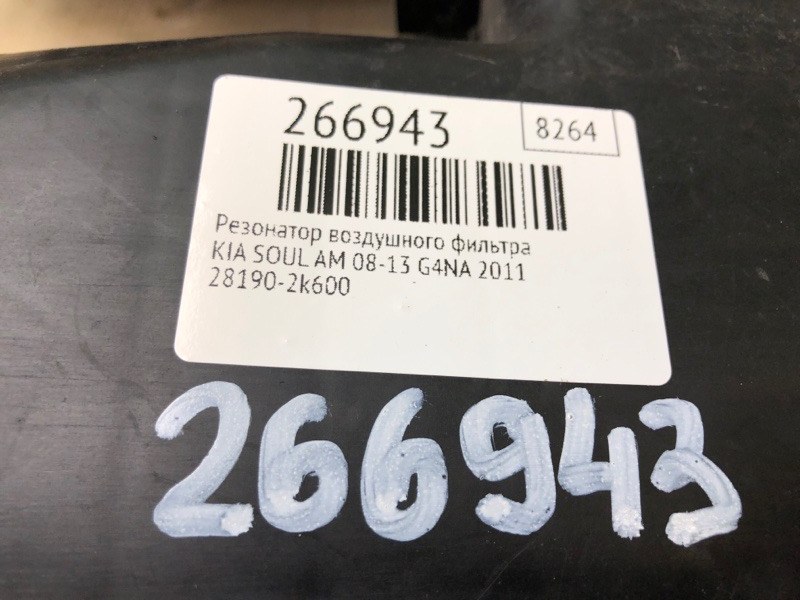 266943
8264
Резонатор воздушного фильтра
KIA SOUL AM 08-13 G4NA 2011
28190-2k600
266943